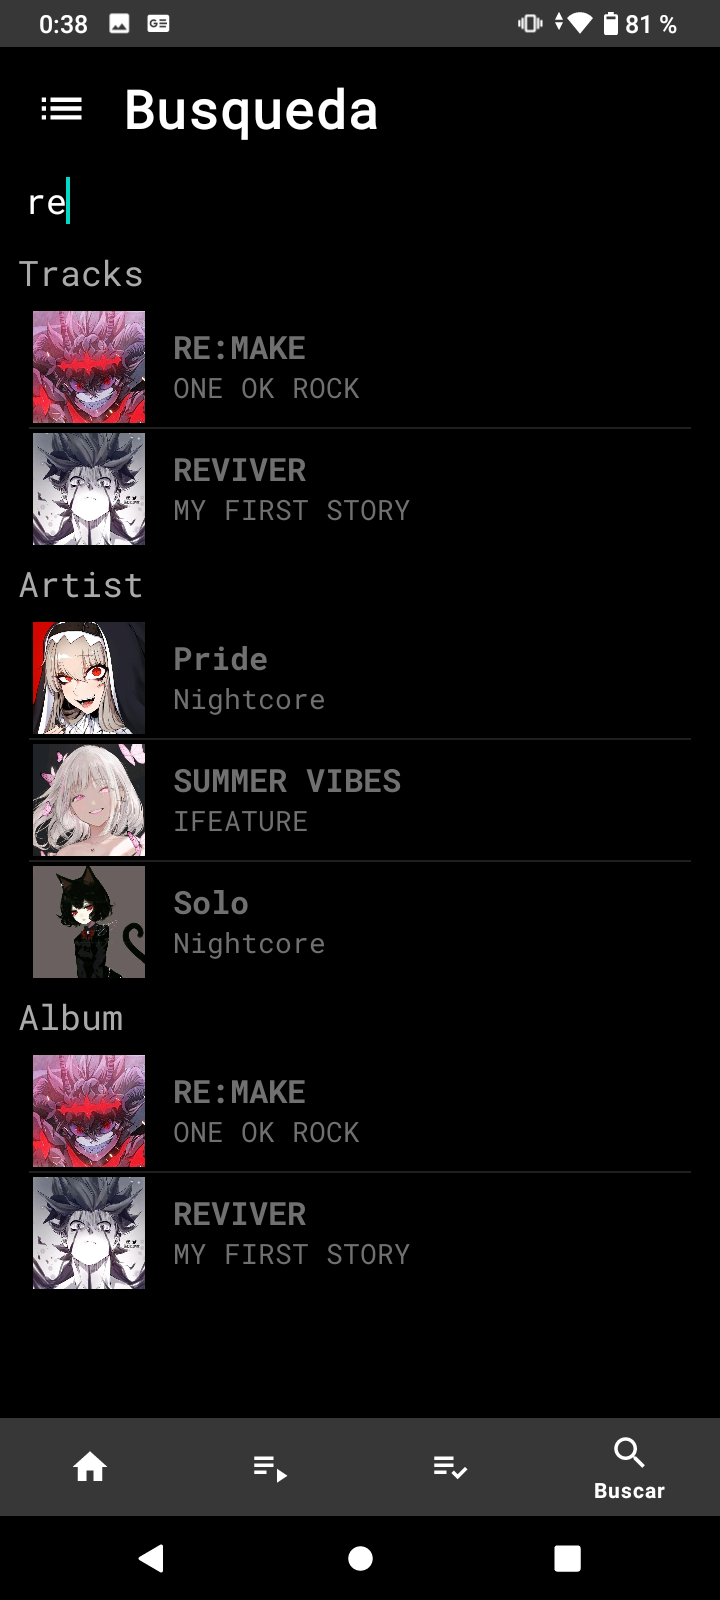 0:38
81 %
Busqueda
re
Tracks
RE:MAKE
ONE OK ROCK
REVIVER
MY FIRST STORY
Artist
Pride
Nightcore
SUMMER VIBES
IFEATURE
Solo
Nightcore
Album
RE:MAKE
ONE OK ROCK
REVIVER
MY FIRST STORY
Buscar